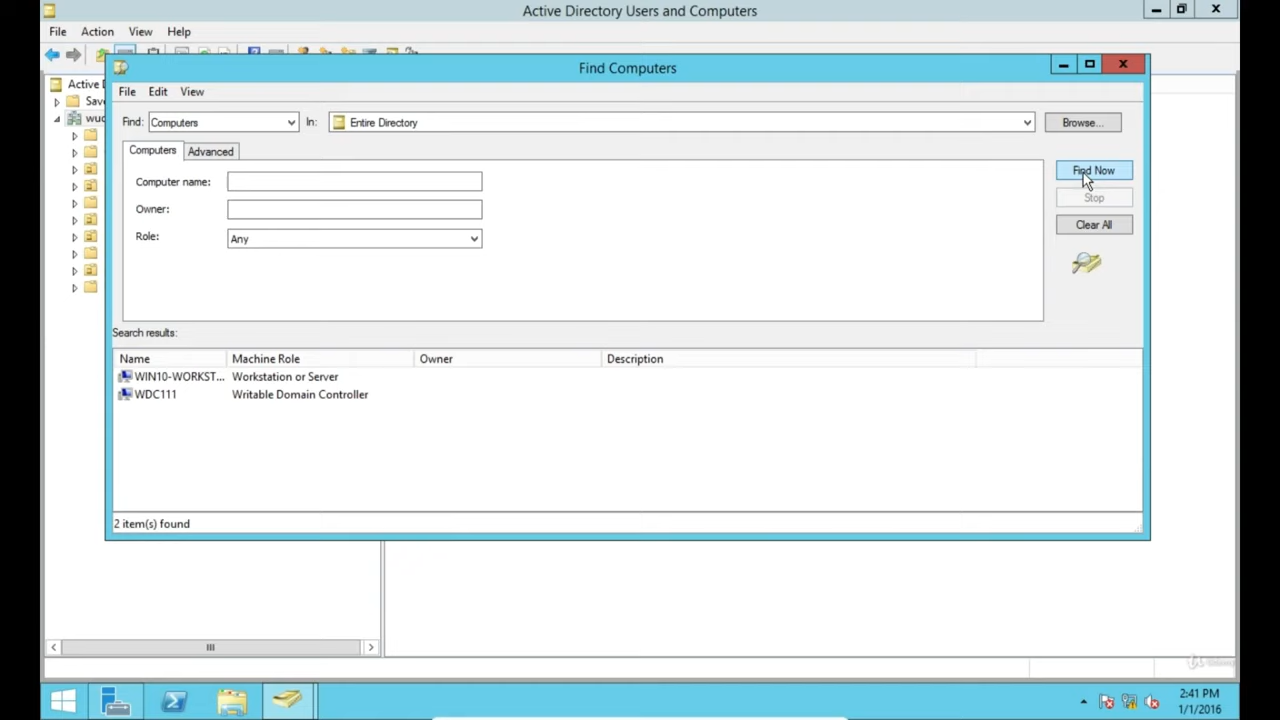 Active Directory Users and Computers
File Action View Help
Find Computers
Active D
File Edit View
Save
Find: Computers In: Entire Directory Browse...
Computers Advanced
Computer name: Find Now
Stop
Owner:
Clear All
Role: Any
Search results:
Name Machine Role Owner Description
WIN10-WORKST... Workstation or Server
WDC111 Writable Domain Controller
2 item(s) found
2:41 PM
1/1/2016